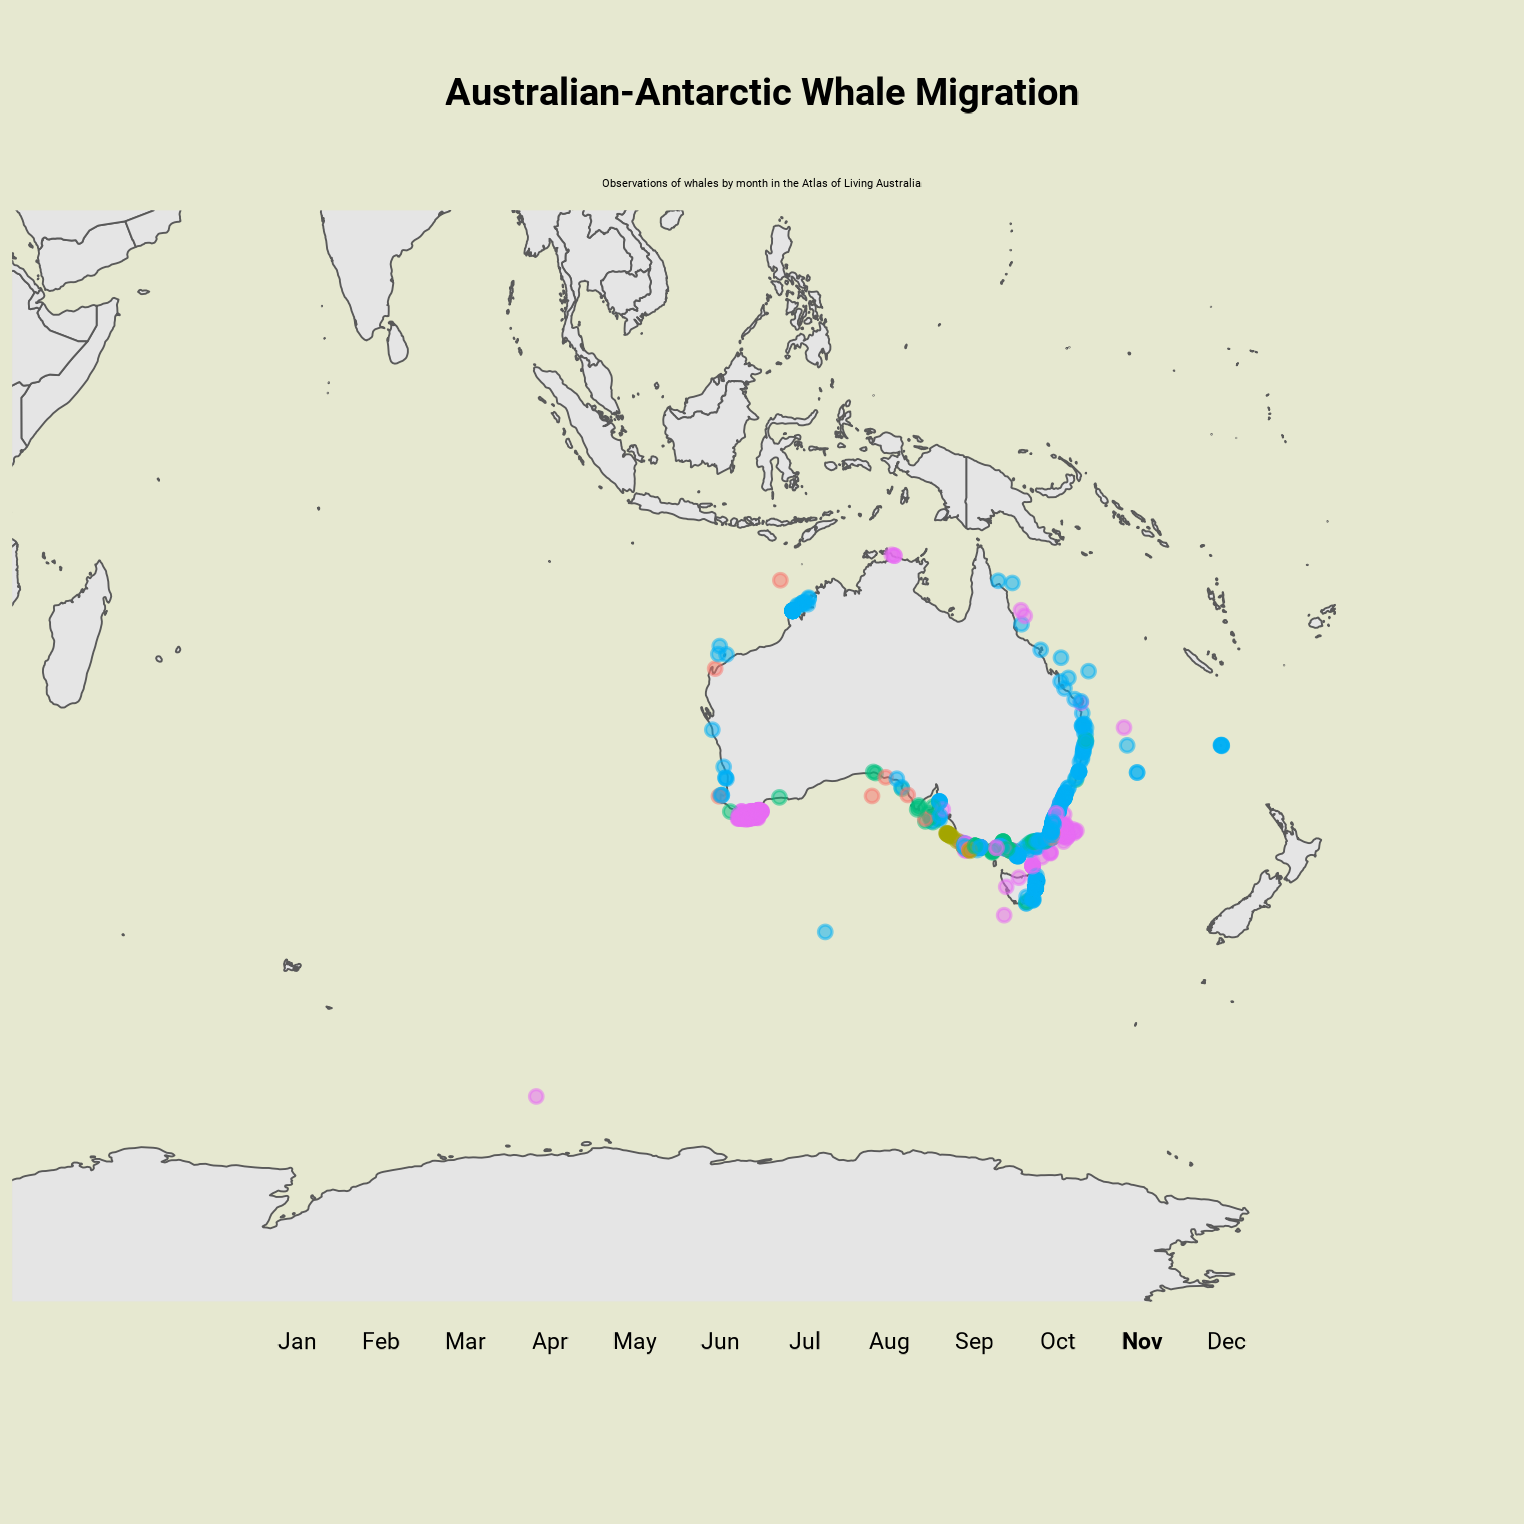 Australian-Antarctic Whale Migration
Observations of whales by month in the Atlas of Living Australia
Jan Feb Mar Apr May Jun Jul Aug Sep Oct Nov Dec